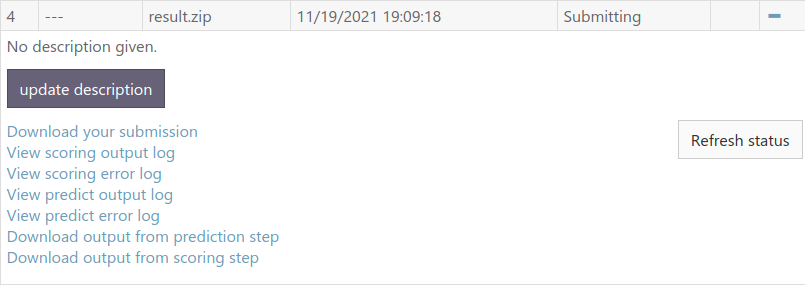 4 --- result.zip 11/19/2021 19:09:18 Submitting
No description given.
update description
Download your submission
Refresh status
View scoring output log
View scoring error log
View predict output log
View predict error log
Download output from prediction step
Download output from scoring step